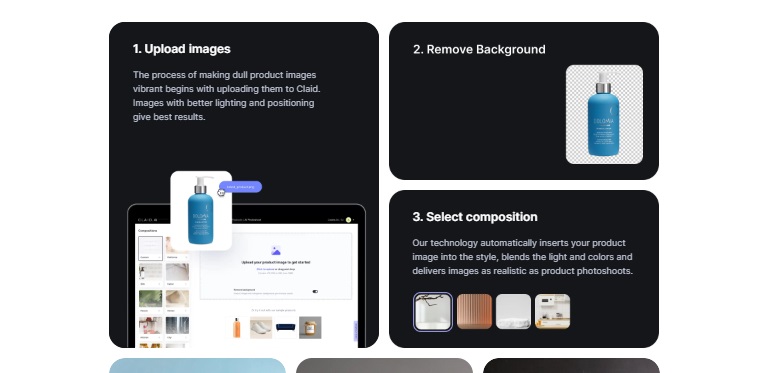 1. Upload images
The process of making dull product images
vibrant begins with uploading them to Claid.
Images with better lighting and positioning
give best results.
2. Remove Background
3. Select composition
Our technology automatically inserts your product
image into the style, blends the light and colors and
delivers images as realistic as product photoshoots.
Upload your product image to get started